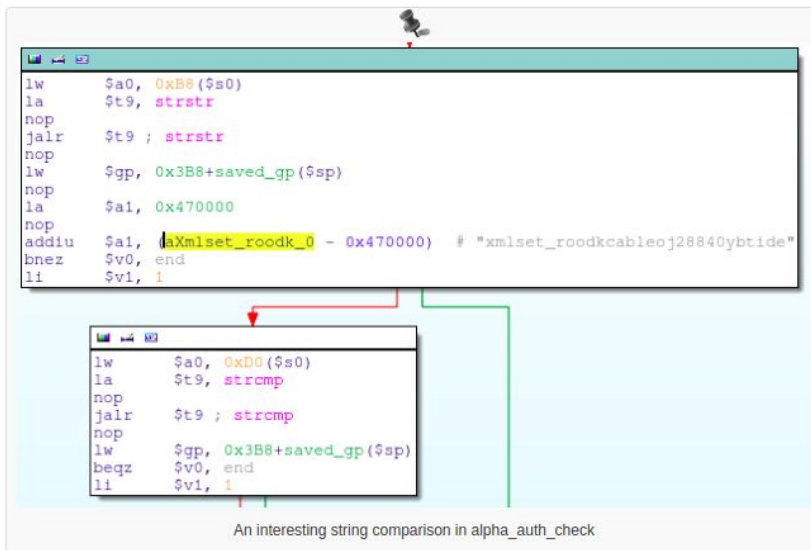 lw $a0, 0xB8($s0)
la $t9, strstr
nop
jalr $t9 ; strstr
nop
lw $gp, 0x3B8+saved_gp($sp)
nop
la $a1, 0x470000
nop
addiu $a1, (aXmlset_roodk_0 - 0x470000) # "xmlset_roodkcableoj28840ybtide"
bnez $v0, end
li $v1, 1
lw $a0, 0xD0($s0)
la $t9, strcmp
nop
jalr $t9 ; strcmp
nop
lw $gp, 0x3B8+saved_gp($sp)
beqz $v0, end
li $v1, 1
An interesting string comparison in alpha_auth_check